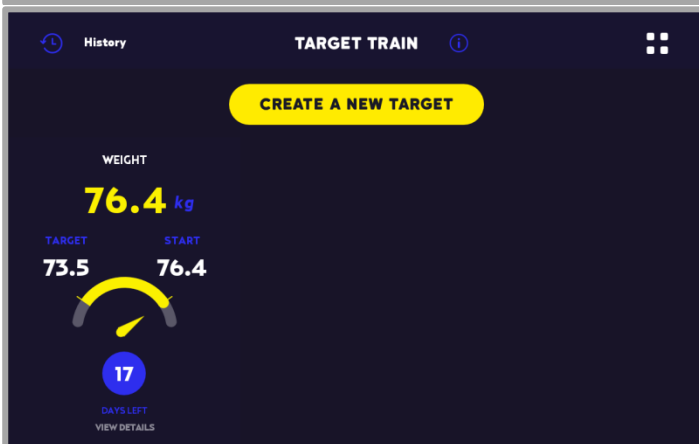 History
TARGET TRAIN
CREATE A NEW TARGET
WEIGHT
76.4 kg
TARGET START
73.5 76.4
17
DAYS LEFT
VIEW DETAILS